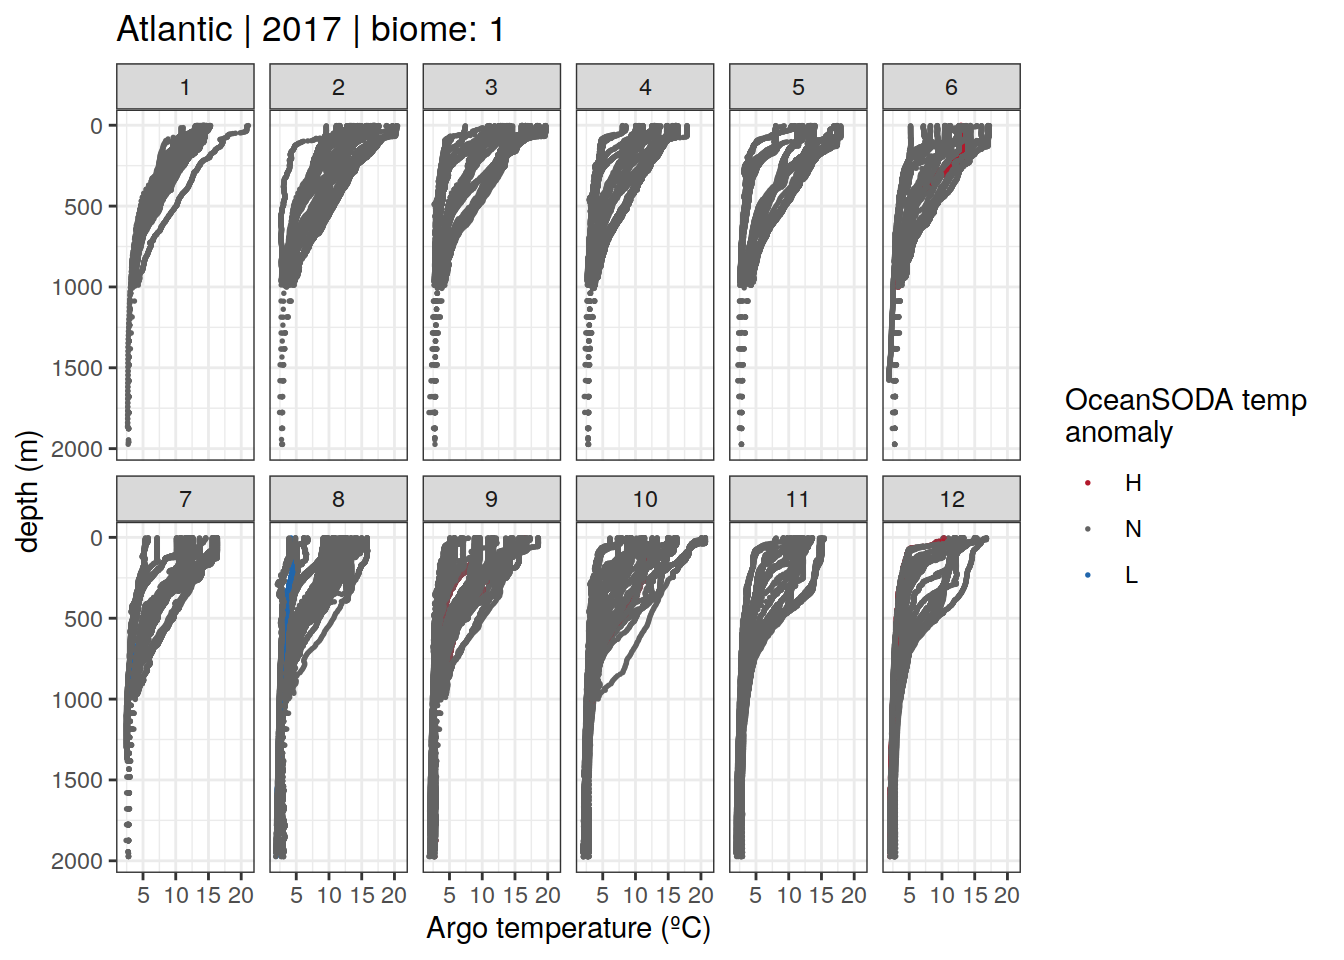 Atlantic | 2017 | biome: 1
1 2 3 4 5 6
0
500
1000
1500
2000
7 8 9 10 11 12
0
500
1000
1500
2000
5 10 15 20 5 10 15 20 5 10 15 20 5 10 15 20 5 10 15 20 5 10 15 20
Argo temperature (ºC)
depth (m)
OceanSODA temp
anomaly
H
N
L